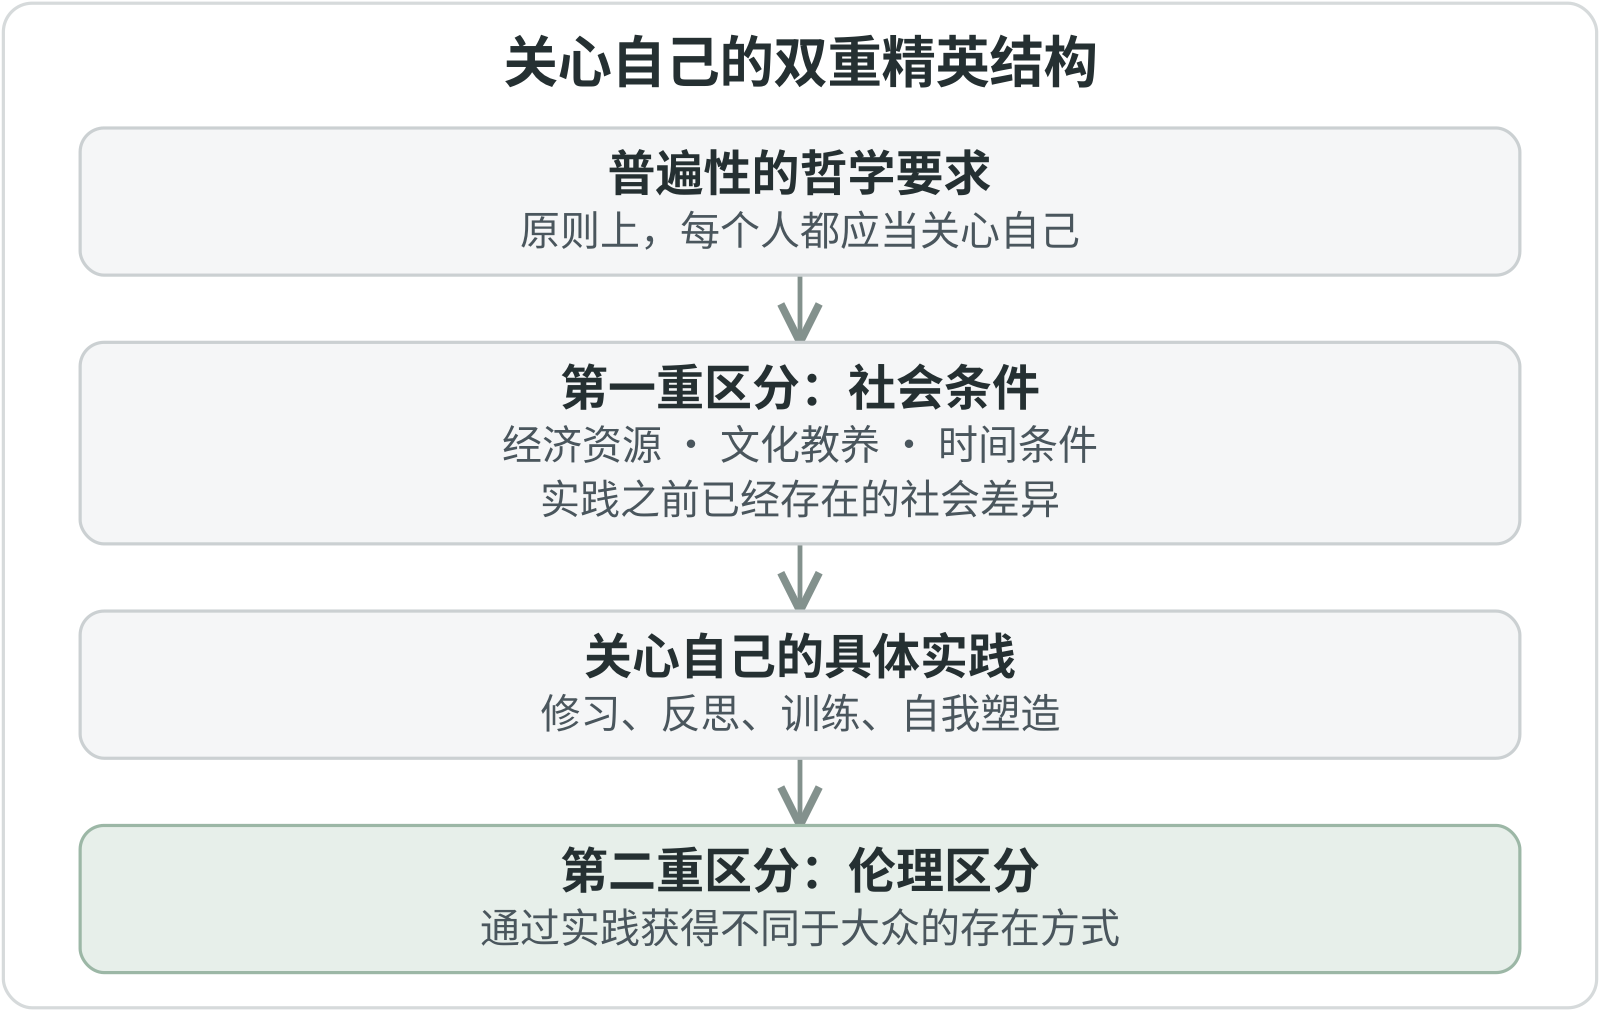 关心自己的双重精英结构
普遍性的哲学要求
原则上，每个人都应当关心自己
第一重区分：社会条件
经济资源 · 文化教养 · 时间条件
实践之前已经存在的社会差异
关心自己的具体实践
修习、反思、训练、自我塑造
第二重区分：伦理区分
通过实践获得不同于大众的存在方式